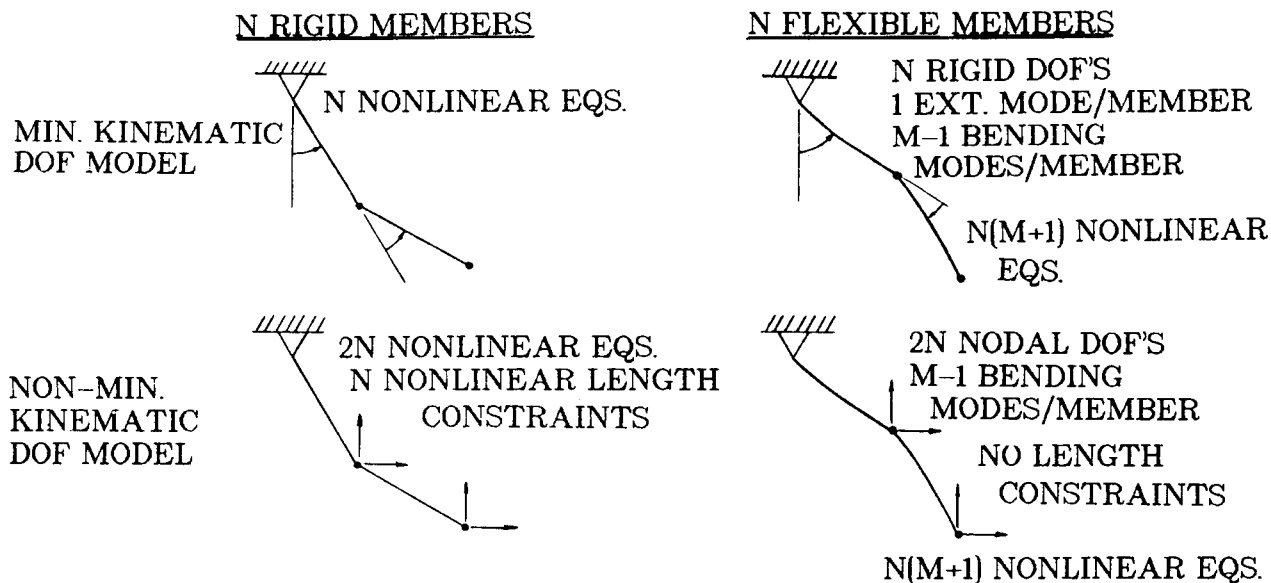 N RIGID MEMBERS
N NONLINEAR EQS.
MIN. KINEMATIC
DOF MODEL
N FLEXIBLE MEMBERS
N RIGID DOF'S
1 EXT. MODE/MEMBER
M-1 BENDING
MODES/MEMBER
N(M+1) NONLINEAR
EQS.
NON-MIN.
KINEMATIC
DOF MODEL
2N NONLINEAR EQS.
N NONLINEAR LENGTH
CONSTRAINTS
2N NODAL DOF'S
M-1 BENDING
MODES/MEMBER
NO LENGTH
CONSTRAINTS
N(M+1) NONLINEAR EQS.